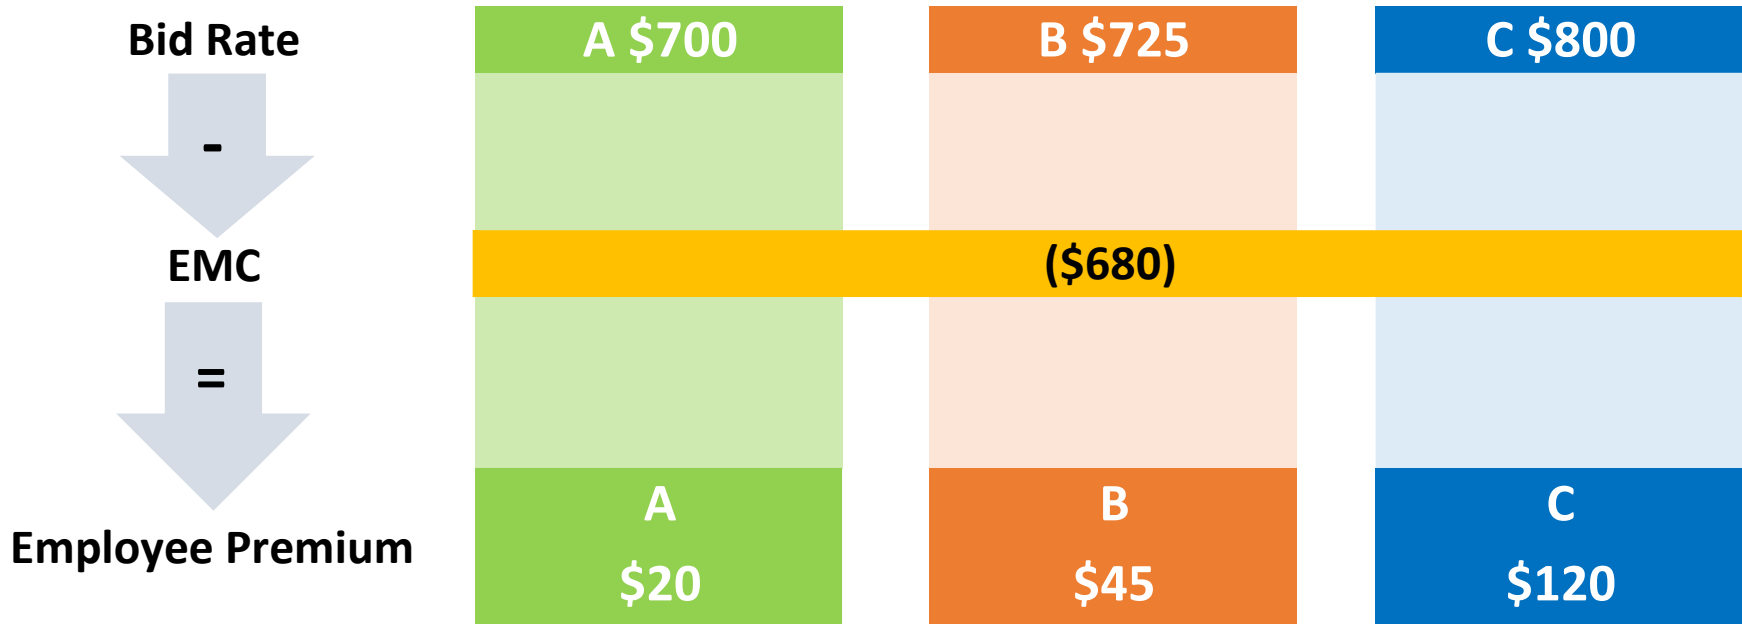 Bid Rate
A $700
B $725
C $800
-
EMC
($680)
=
Employee Premium
A
$20
B
$45
C
$120